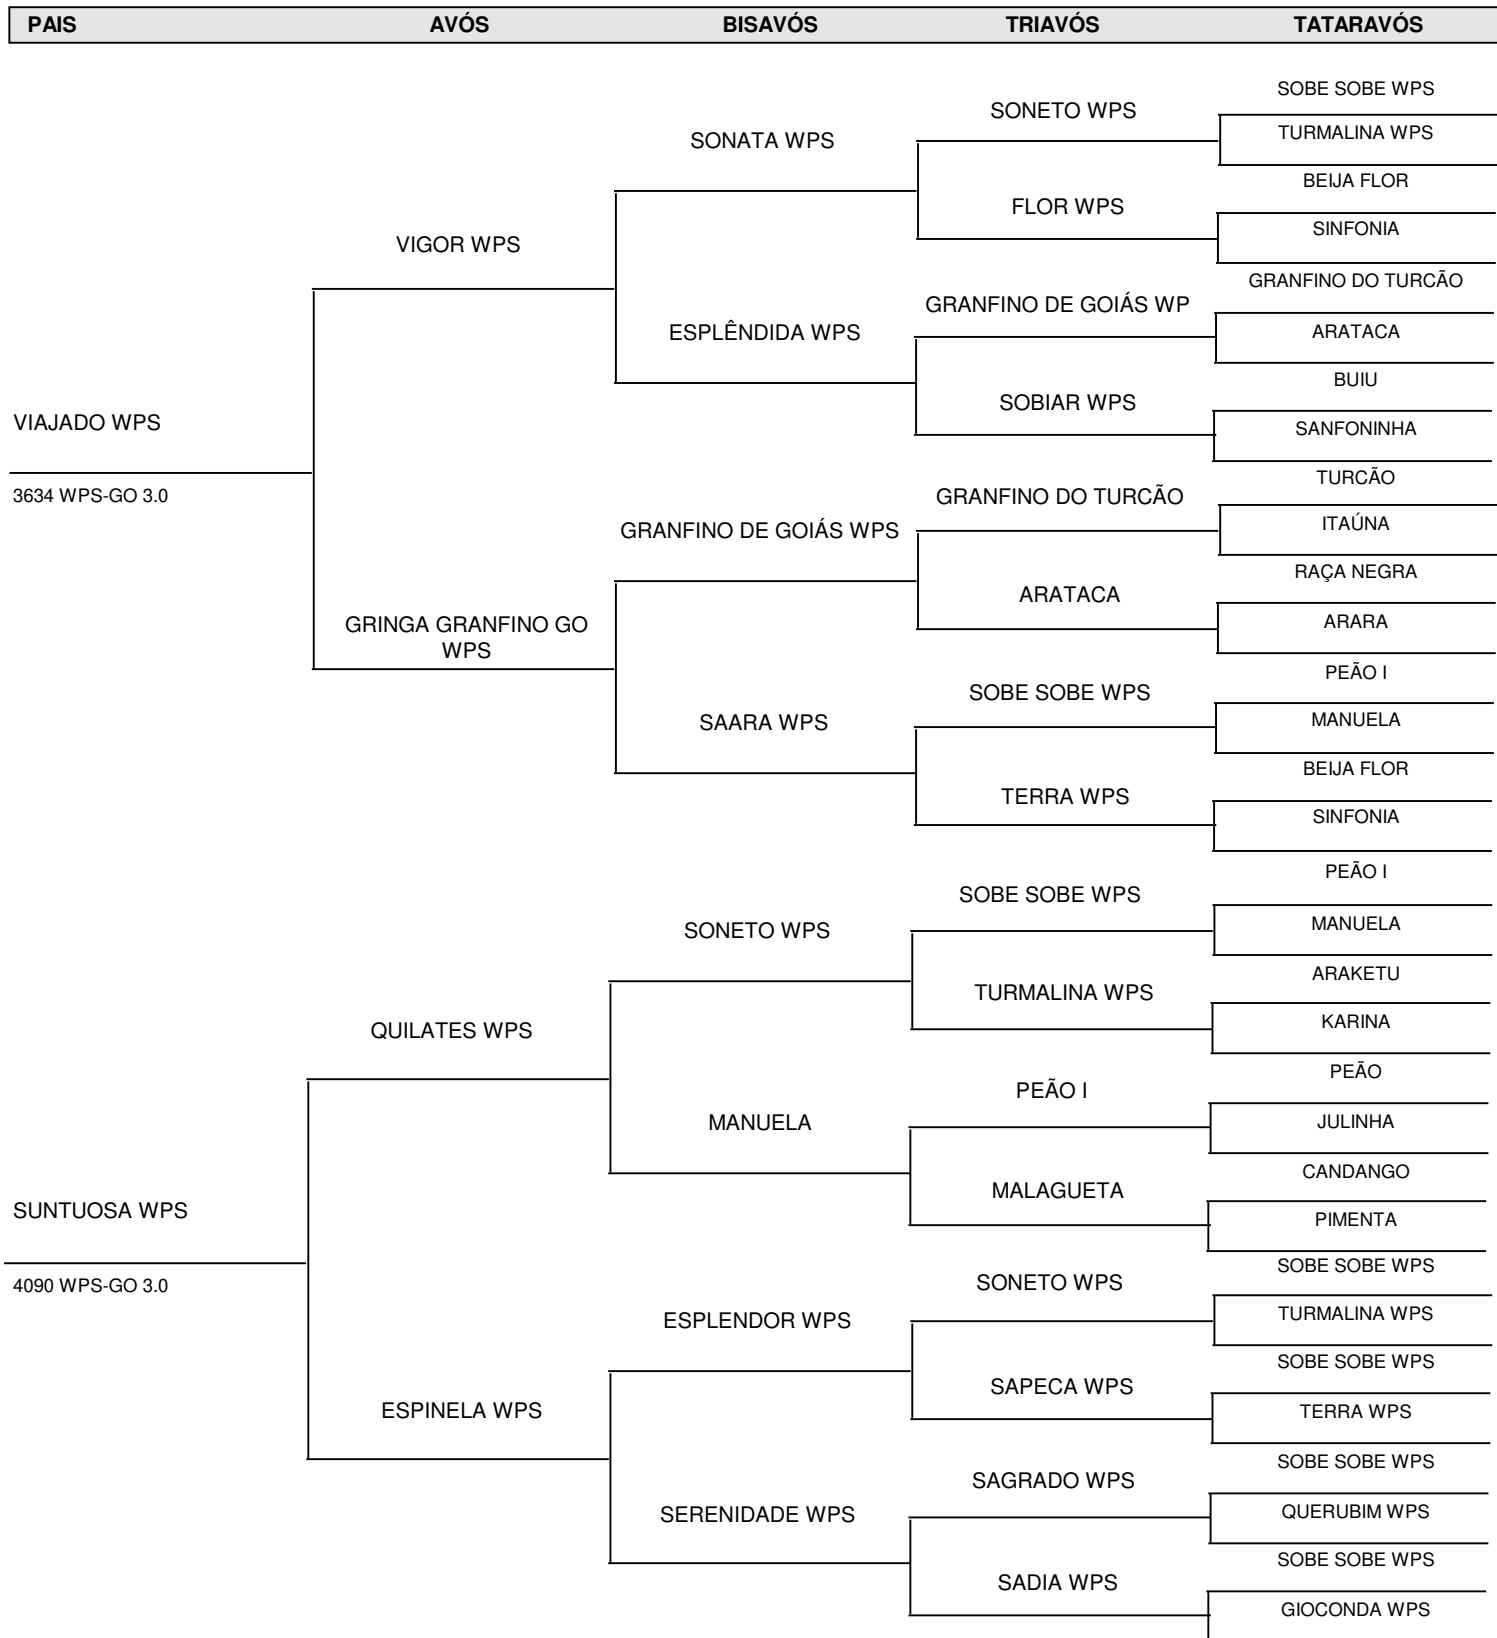 PAIS AVÓS BISAVÓS TRIAVÓS TATARAVÓS
SOBE SOBE WPS
SONETO WPS
TURMALINA WPS
SONATA WPS
BEIJA FLOR
FLOR WPS
SINFONIA
VIGOR WPS
GRANFINO DO TURCÃO
GRANFINO DE GOIÁS WP
ARATACA
ESPLÊNDIDA WPS
BUIU
SOBIAR WPS
SANFONINHA
VIAJADO WPS
3634 WPS-GO 3.0
TURCÃO
GRANFINO DO TURCÃO
ITAÚNA
GRANFINO DE GOIÁS WPS
RAÇA NEGRA
ARATACA
ARARA
GRINGA GRANFINO GO
WPS
PEÃO I
SOBE SOBE WPS
MANUELA
SAARA WPS
BEIJA FLOR
TERRA WPS
SINFONIA
PEÃO I
SOBE SOBE WPS
MANUELA
SONETO WPS
ARAKETU
TURMALINA WPS
KARINA
QUILATES WPS
PEÃO
PEÃO I
JULINHA
MANUELA
CANDANGO
MALAGUETA
PIMENTA
SUNTUOSA WPS
4090 WPS-GO 3.0
SOBE SOBE WPS
SONETO WPS
TURMALINA WPS
ESPLENDOR WPS
SOBE SOBE WPS
SAPECA WPS
TERRA WPS
ESPINELA WPS
SOBE SOBE WPS
SAGRADO WPS
QUERUBIM WPS
SERENIDADE WPS
SOBE SOBE WPS
SADIA WPS
GIOCONDA WPS